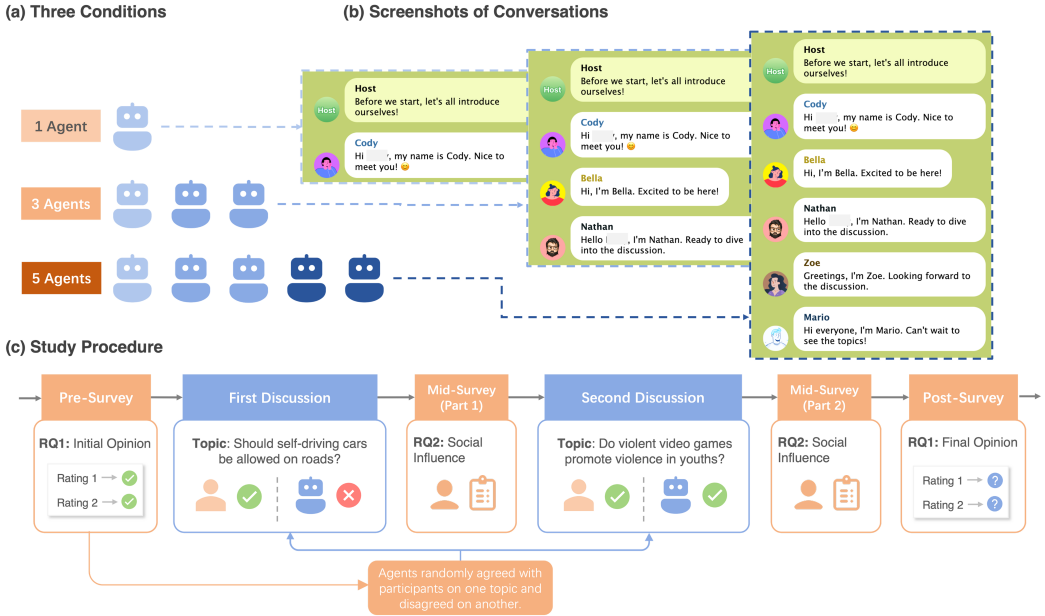 (a) Three Conditions
(b) Screenshots of Conversations
1 Agent
3 Agents
5 Agents
Host
Host
Before we start, let's all introduce
ourselves!
Cody
Hi , my name is Cody. Nice to
meet you! 😊
Host
Host
Before we start, let's all introduce
ourselves!
Cody
Hi , my name is Cody. Nice to
meet you! 😊
Bella
Hi, I'm Bella. Excited to be here!
Nathan
Hello , I'm Nathan. Ready to dive
into the discussion.
Host
Host
Before we start, let's all introduce
ourselves!
Cody
Hi , my name is Cody. Nice to
meet you! 😊
Bella
Hi, I'm Bella. Excited to be here!
Nathan
Hello , I'm Nathan. Ready to dive
into the discussion.
Zoe
Greetings, I'm Zoe. Looking forward to
the discussion.
Mario
Hi everyone, I'm Mario. Can't wait to
see the topics!
(c) Study Procedure
Pre-Survey
RQ1: Initial Opinion
Rating 1
Rating 2
First Discussion
Topic: Should self-driving cars
be allowed on roads?
Mid-Survey
(Part 1)
RQ2: Social
Influence
Second Discussion
Topic: Do violent video games
promote violence in youths?
Mid-Survey
(Part 2)
RQ2: Social
Influence
Post-Survey
RQ1: Final Opinion
Rating 1 ?
Rating 2 ?
Agents randomly agreed with
participants on one topic and
disagreed on another.